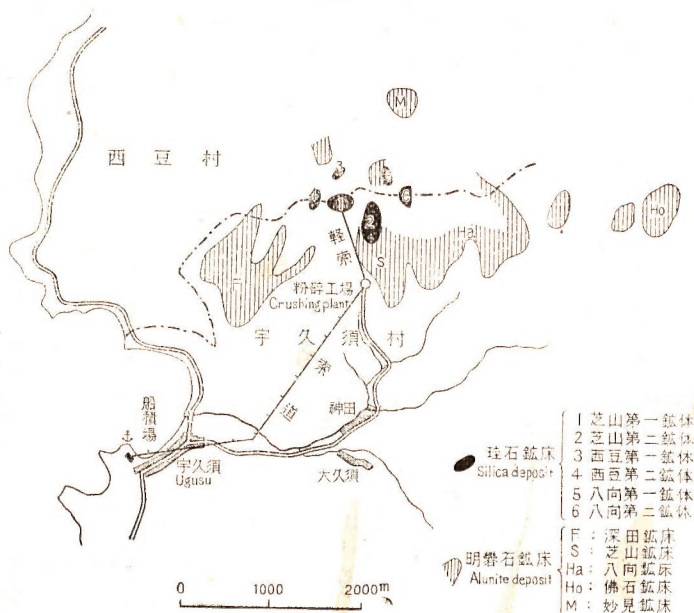 M
西豆村
3
2
Ha
Ho
F
S
軽索
粉砕工場
Crushing plant
宇久須村
索道
神田
船積場
宇久須
Ugusu
大久須
珪石鉱床
Silica deposit
1 芝山第一鉱体
2 芝山第二鉱体
3 西豆第一鉱体
4 西豆第二鉱体
5 八向第一鉱体
6 八向第二鉱体
明礬石鉱床
Alunite deposit
F : 深田鉱床
S : 芝山鉱床
Ha : 八向鉱床
Ho : 佛石鉱床
M : 妙見鉱床
0 1000 2000m